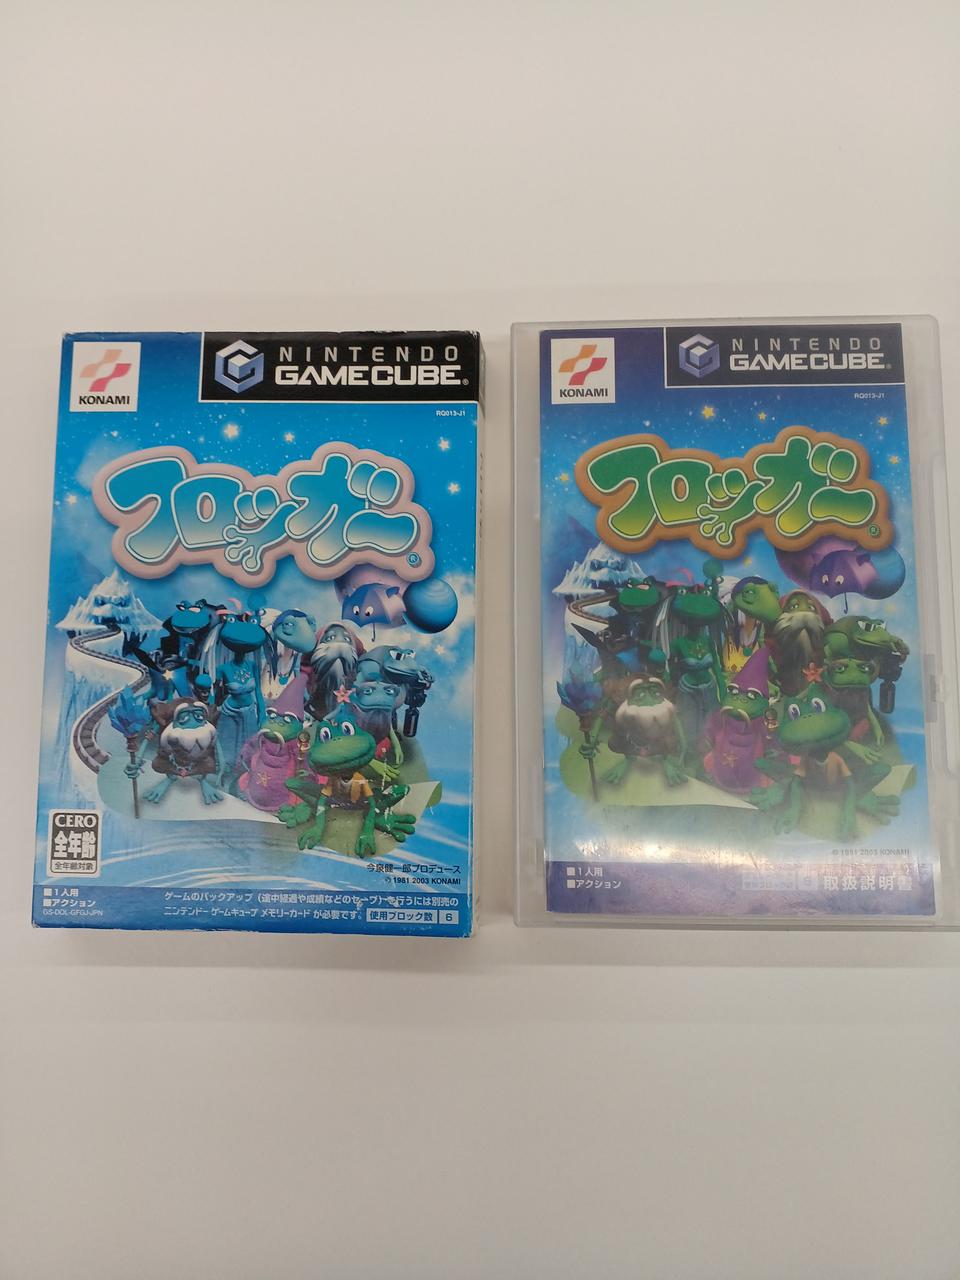 KONAMI
NINTENDO
GAMECUBE®
RQ013-J1
フロッガー®
CERO
全年齢
全年齢対象
今泉健一郎プロデュース
© 1981 2003 KONAMI
■1人用
■アクション
GS-DOL-GFGJ-JPN
ゲームのバックアップ（途中経過や成績などのセーブ）を行うには別売の
ニンテンドー ゲームキューブ メモリーカード が必要です。 使用ブロック数 6
KONAMI
NINTENDO
GAMECUBE®
RQ013-J1
フロッガー®
© 1981 2003 KONAMI
■1人用
■アクション
取扱説明書